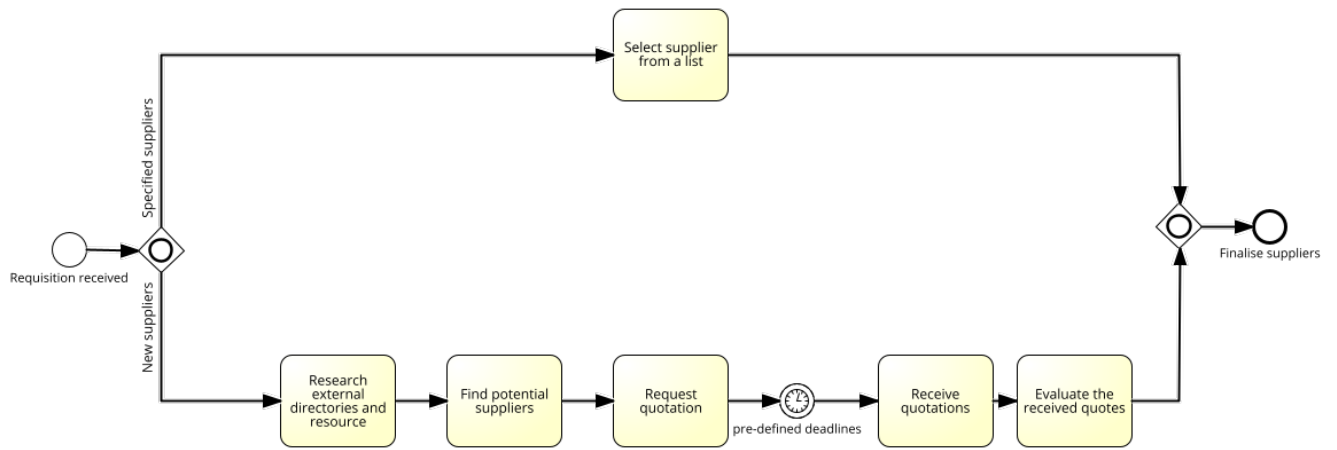 Select supplier
from a list
Specified suppliers
Requisition received
Finalise suppliers
New suppliers
Research
external
directories and
resource
Find potential
suppliers
Request
quotation
pre-defined deadlines
Receive
quotations
Evaluate the
received quotes